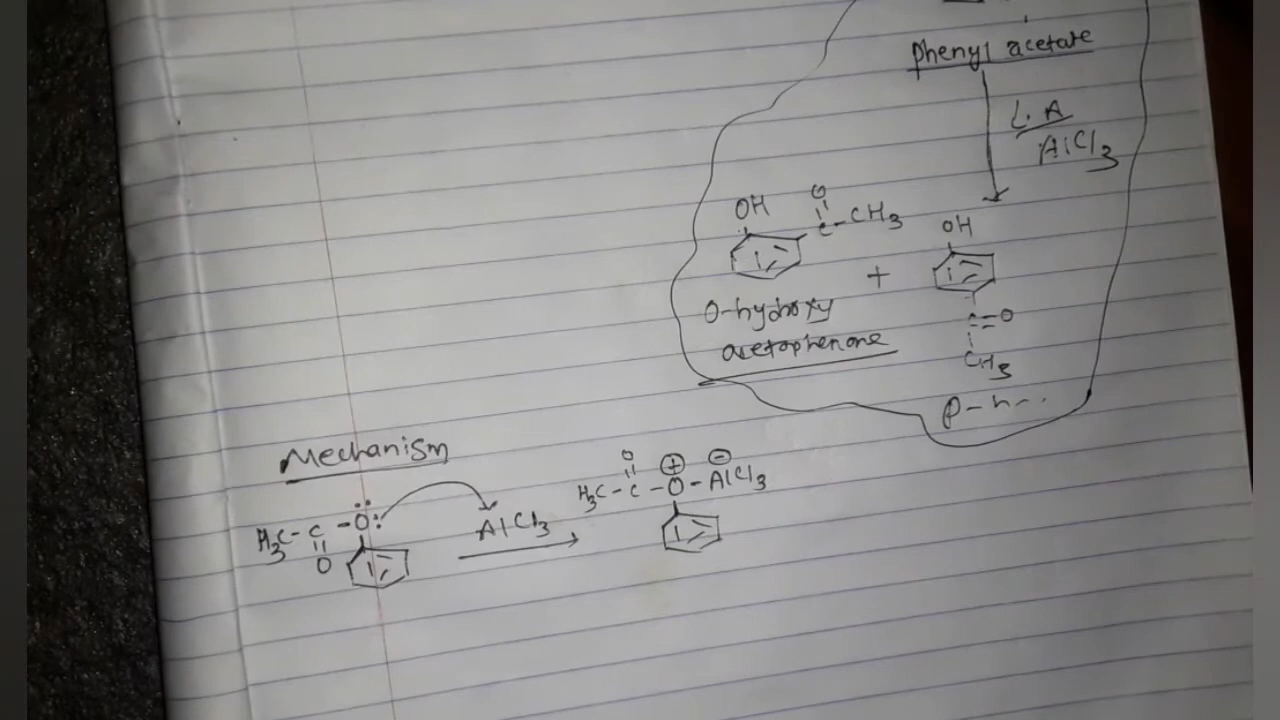 phenyl acetate
L.A
AlCl3
OH
O
C-CH3
OH
+
O-hydroxy
acetophenone
C=O
CH3
p-h--.
Mechanism
H3C-C-O:
O
AlCl3
O
H3C-C-O-AlCl3
+
-